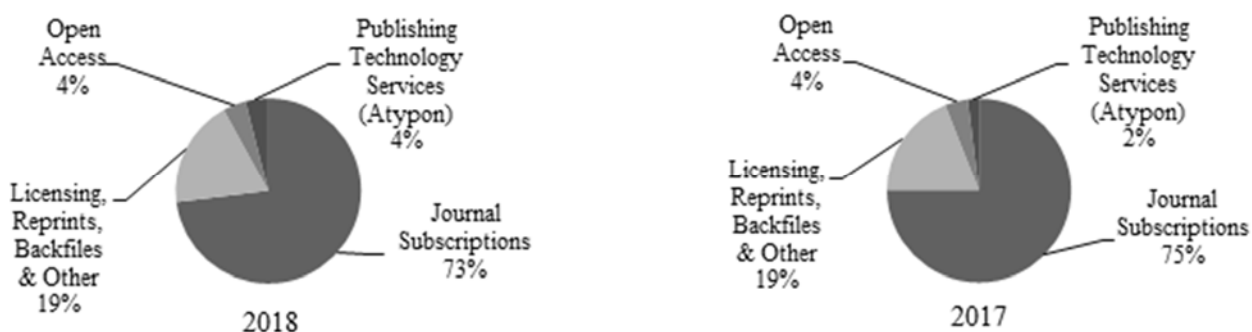 Open
Access
4%
Publishing
Technology
Services
(Atypon)
4%
Licensing,
Reprints,
Backfiles
& Other
19%
Journal
Subscriptions
73%
2018
Open
Access
4%
Publishing
Technology
Services
(Atypon)
2%
Licensing,
Reprints,
Backfiles
& Other
19%
Journal
Subscriptions
75%
2017